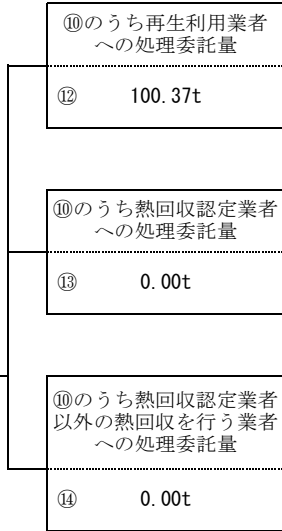 ⑩のうち再生利用業者
への処理委託量
⑫ 100.37t
⑩のうち熱回収認定業者
への処理委託量
⑬ 0.00t
⑩のうち熱回収認定業者
以外の熱回収を行う業者
への処理委託量
⑭ 0.00t